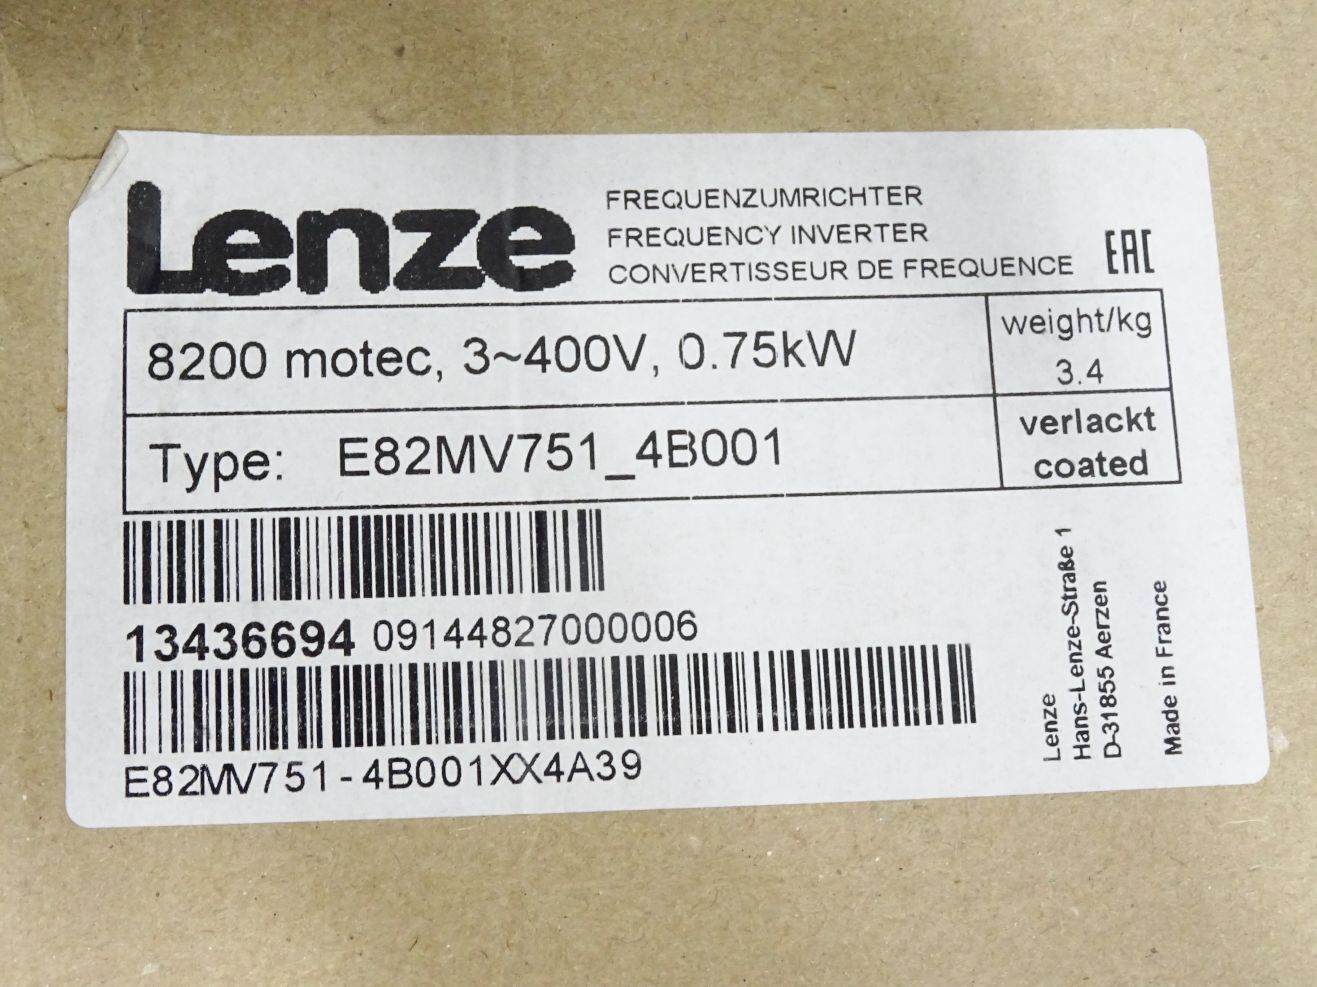 Lenze
FREQUENZUMRICHTER
FREQUENCY INVERTER
CONVERTISSEUR DE FREQUENCE
EAC
8200 motec, 3~400V, 0.75kW
weight/kg
3.4
Type: E82MV751_4B001
verlackt
coated
13436694 09144827000006
E82MV751-4B001XX4A39
Lenze
Hans-Lenze-Straße 1
D-31855 Aerzen
Made in France